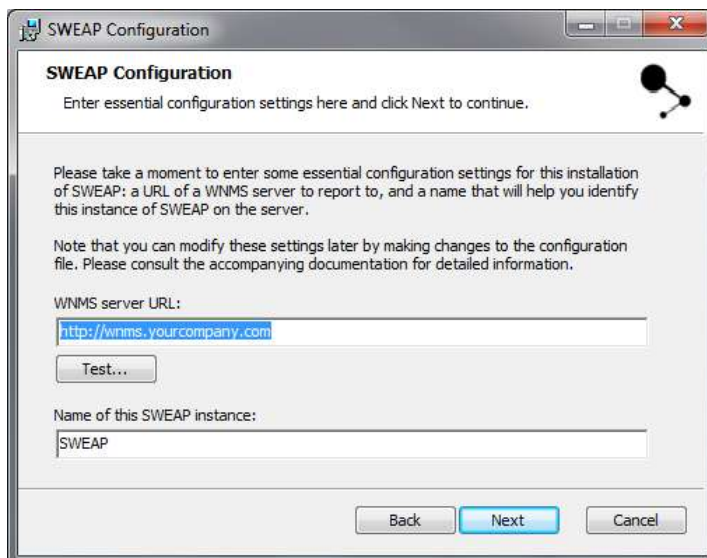 SWEAP Configuration
SWEAP Configuration
Enter essential configuration settings here and click Next to continue.
Please take a moment to enter some essential configuration settings for this installation
of SWEAP: a URL of a WNMS server to report to, and a name that will help you identify
this instance of SWEAP on the server.
Note that you can modify these settings later by making changes to the configuration
file. Please consult the accompanying documentation for detailed information.
WNMS server URL:
http://wnms.yourcompany.com
Test...
Name of this SWEAP instance:
SWEAP
Back Next Cancel